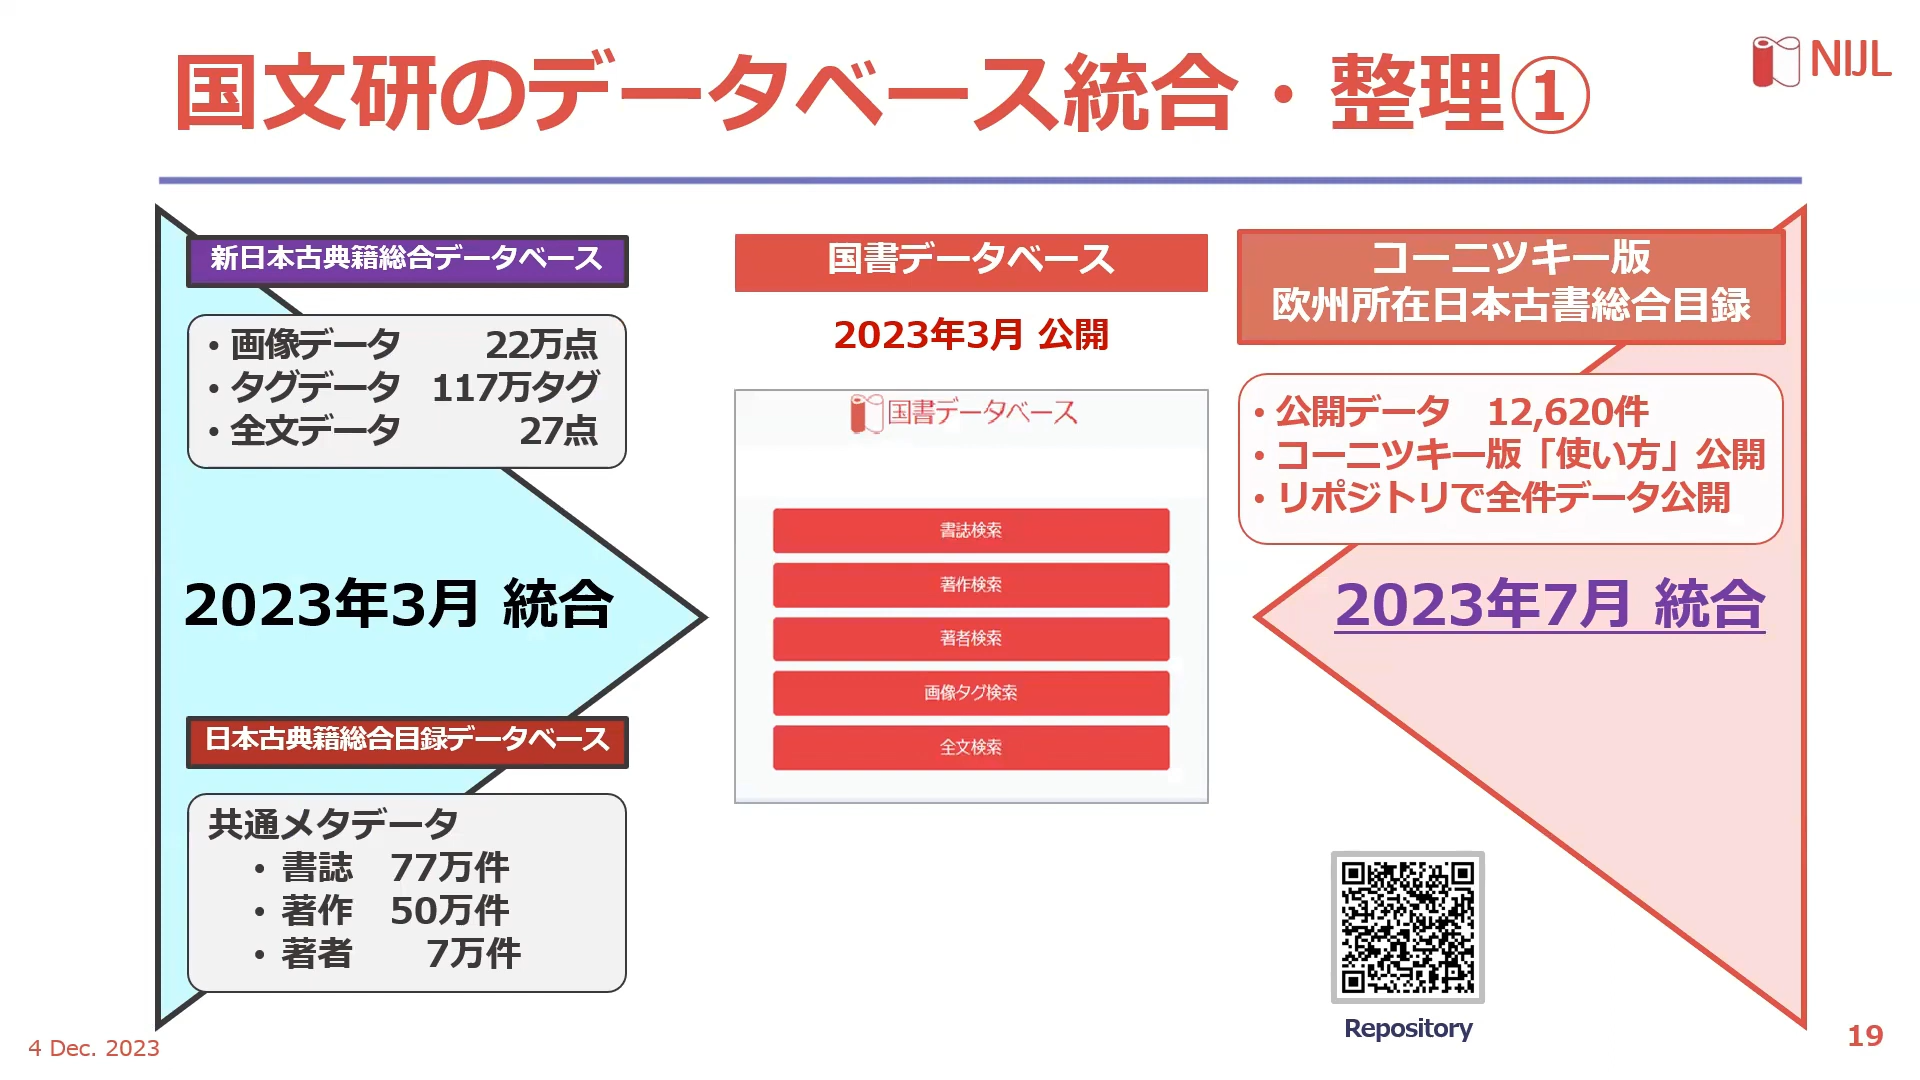 国文研のデータベース統合・整理①
NIJL
新日本古典籍総合データベース
・画像データ 22万点
・タグデータ 117万タグ
・全文データ 27点
2023年3月 統合
日本古典籍総合目録データベース
共通メタデータ
・書誌 77万件
・著作 50万件
・著者 7万件
国書データベース
2023年3月 公開
国書データベース
書誌検索
著作検索
著者検索
画像タグ検索
全文検索
コーニツキー版
欧州所在日本古書総合目録
・公開データ 12,620件
・コーニツキー版「使い方」公開
・リポジトリで全件データ公開
2023年7月 統合
Repository
4 Dec. 2023
19